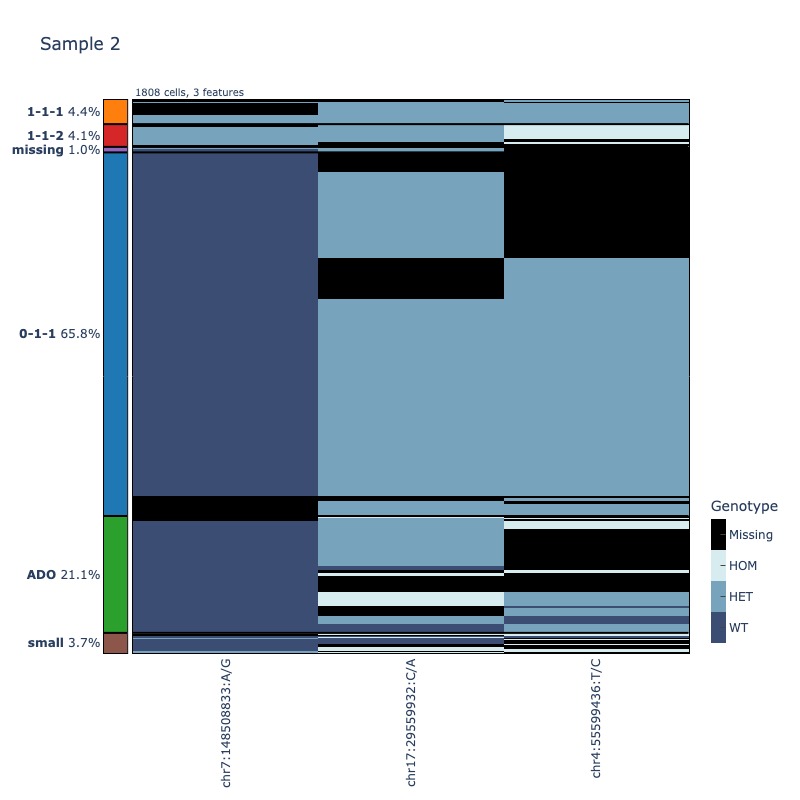 Sample 2
1808 cells, 3 features
1-1-1 4.4%
1-1-2 4.1%
missing 1.0%
0-1-1 65.8%
ADO 21.1%
small 3.7%
Genotype
Missing
HOM
HET
WT
chr7:148508833:A/G
chr17:29559932:C/A
chr4:55599436:T/C